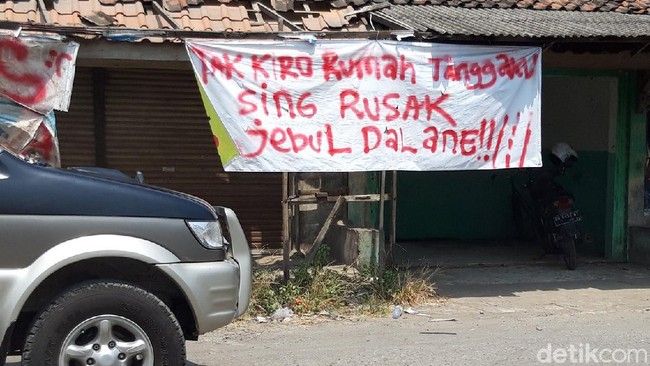 TAK KIRO RUMAH TANGGAKU
SING RUSAK
JEBUL DALANE!!!!
detikcom